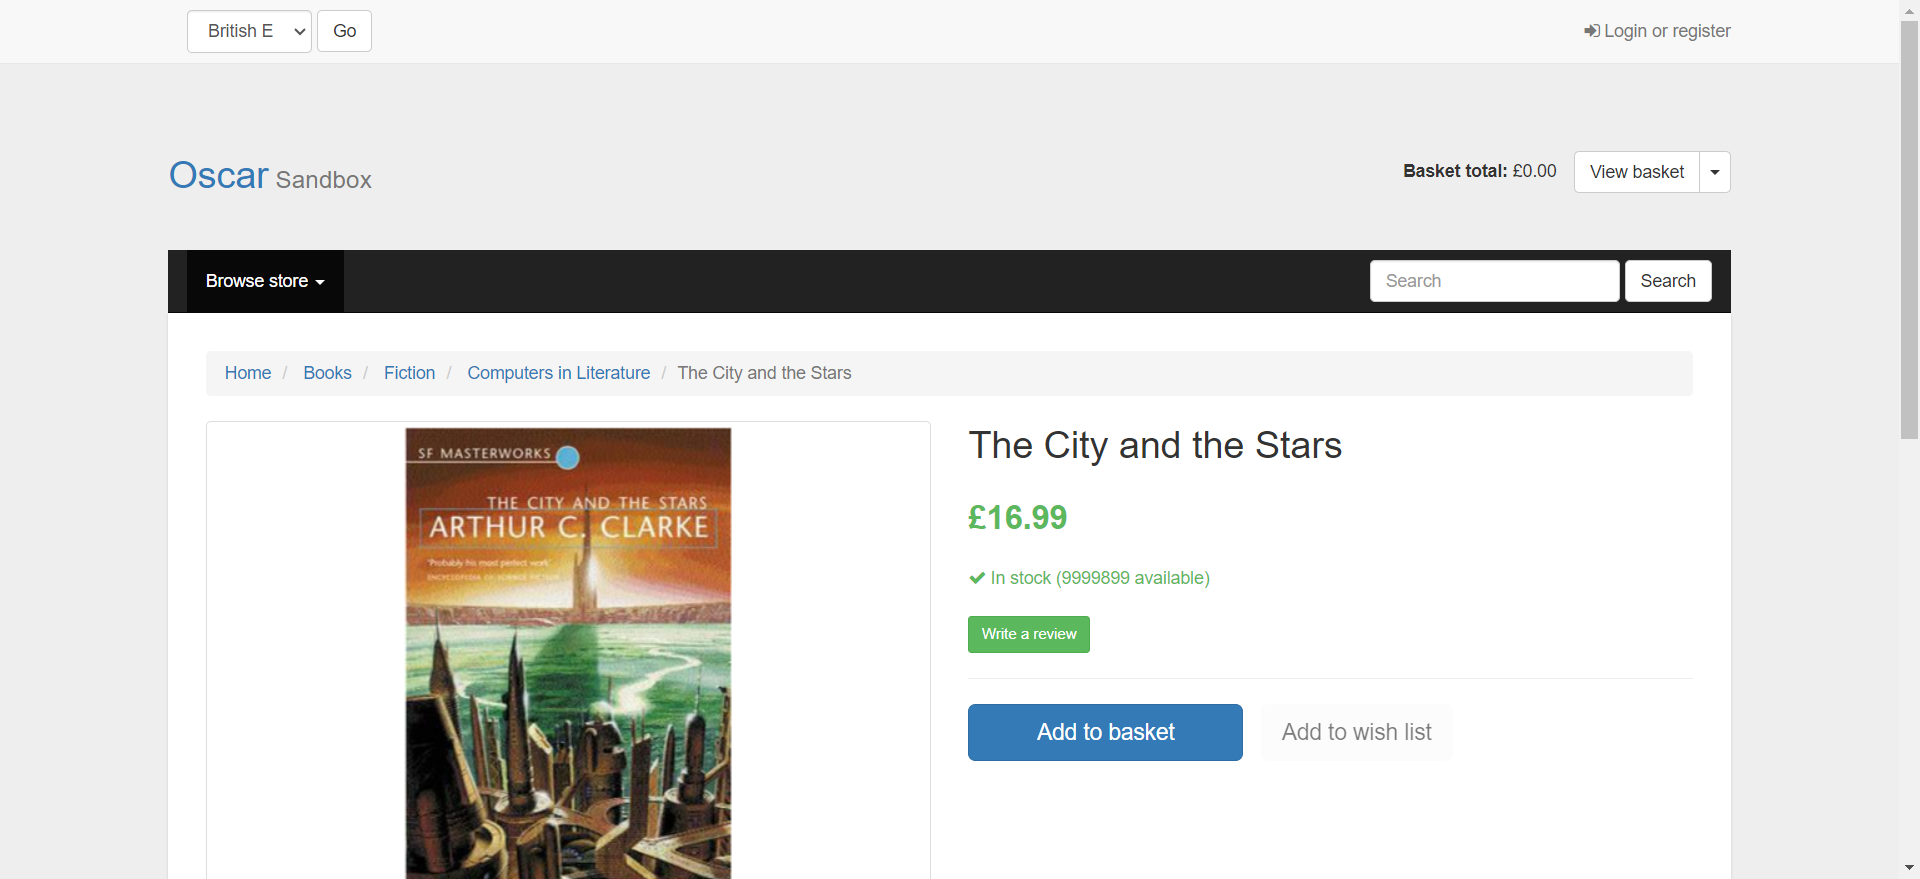 British E
Go
Login or register
Oscar Sandbox
Basket total: £0.00
View basket
Browse store
Search
Search
Home / Books / Fiction / Computers in Literature / The City and the Stars
SF MASTERWORKS
THE CITY AND THE STARS
ARTHUR C. CLARKE
"Probably his most perfect work"
ENCYCLOPEDIA OF SCIENCE FICTION
The City and the Stars
£16.99
In stock (9999899 available)
Write a review
Add to basket
Add to wish list